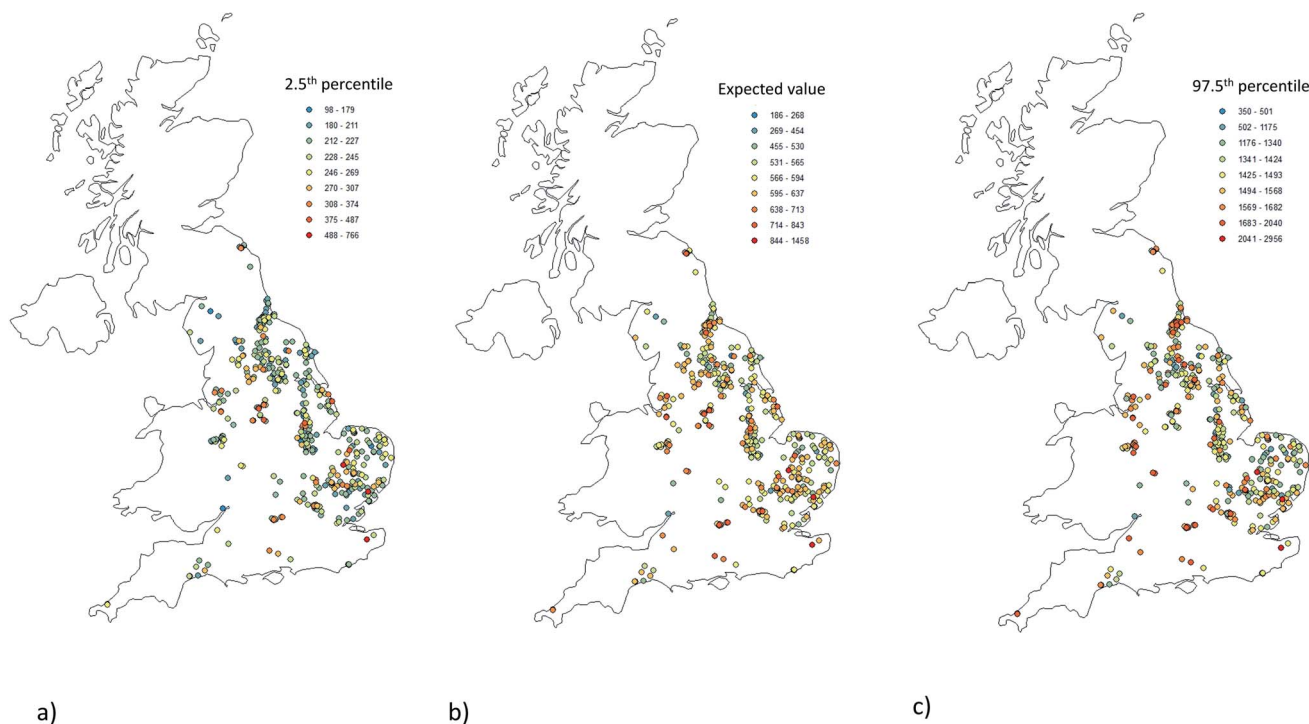 2.5th percentile
98 - 179
180 - 211
212 - 227
228 - 245
246 - 269
270 - 307
308 - 374
375 - 487
488 - 766
Expected value
186 - 268
269 - 454
455 - 530
531 - 565
566 - 594
595 - 637
638 - 713
714 - 843
844 - 1458
97.5th percentile
350 - 501
502 - 1175
1176 - 1340
1341 - 1424
1425 - 1493
1494 - 1568
1569 - 1682
1683 - 2040
2041 - 2956
a)
b)
c)